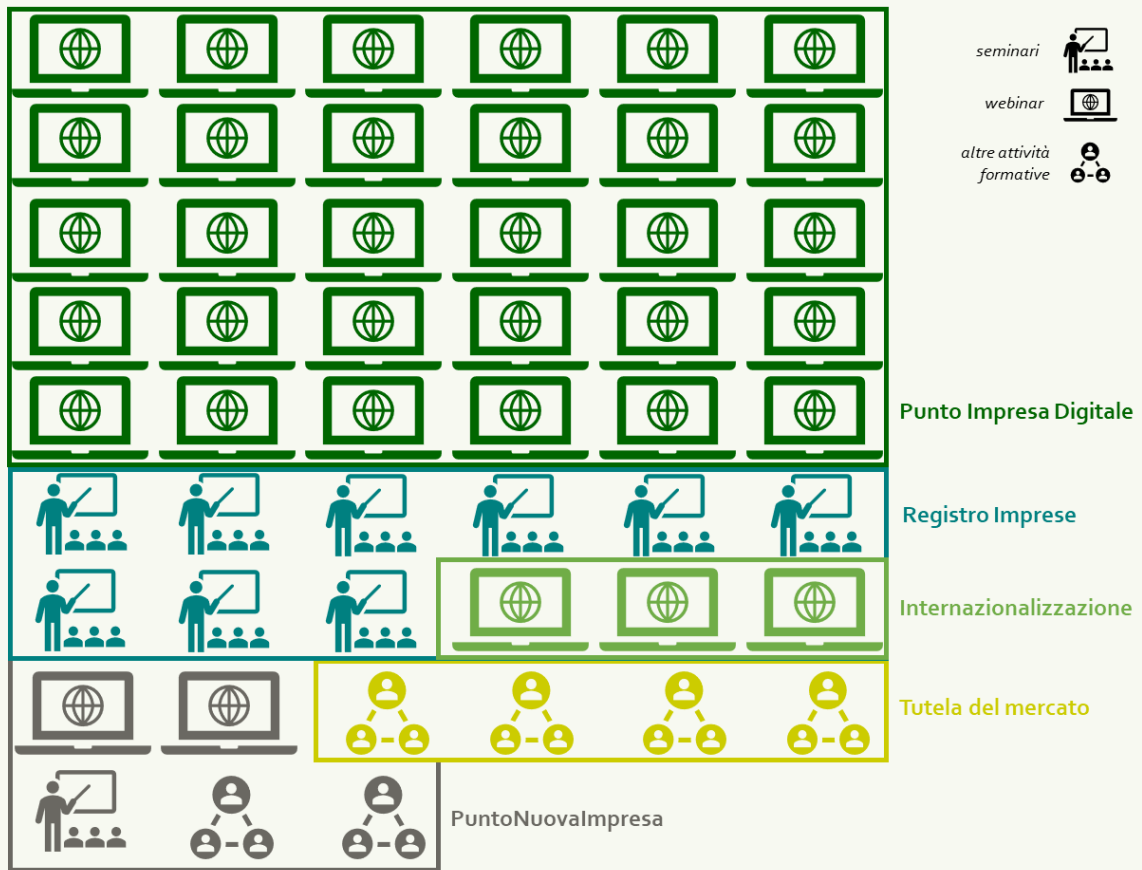 seminari
webinar
altre attività
formative
Punto Impresa Digitale
Registro Imprese
Internazionalizzazione
Tutela del mercato
PuntoNuovaImpresa